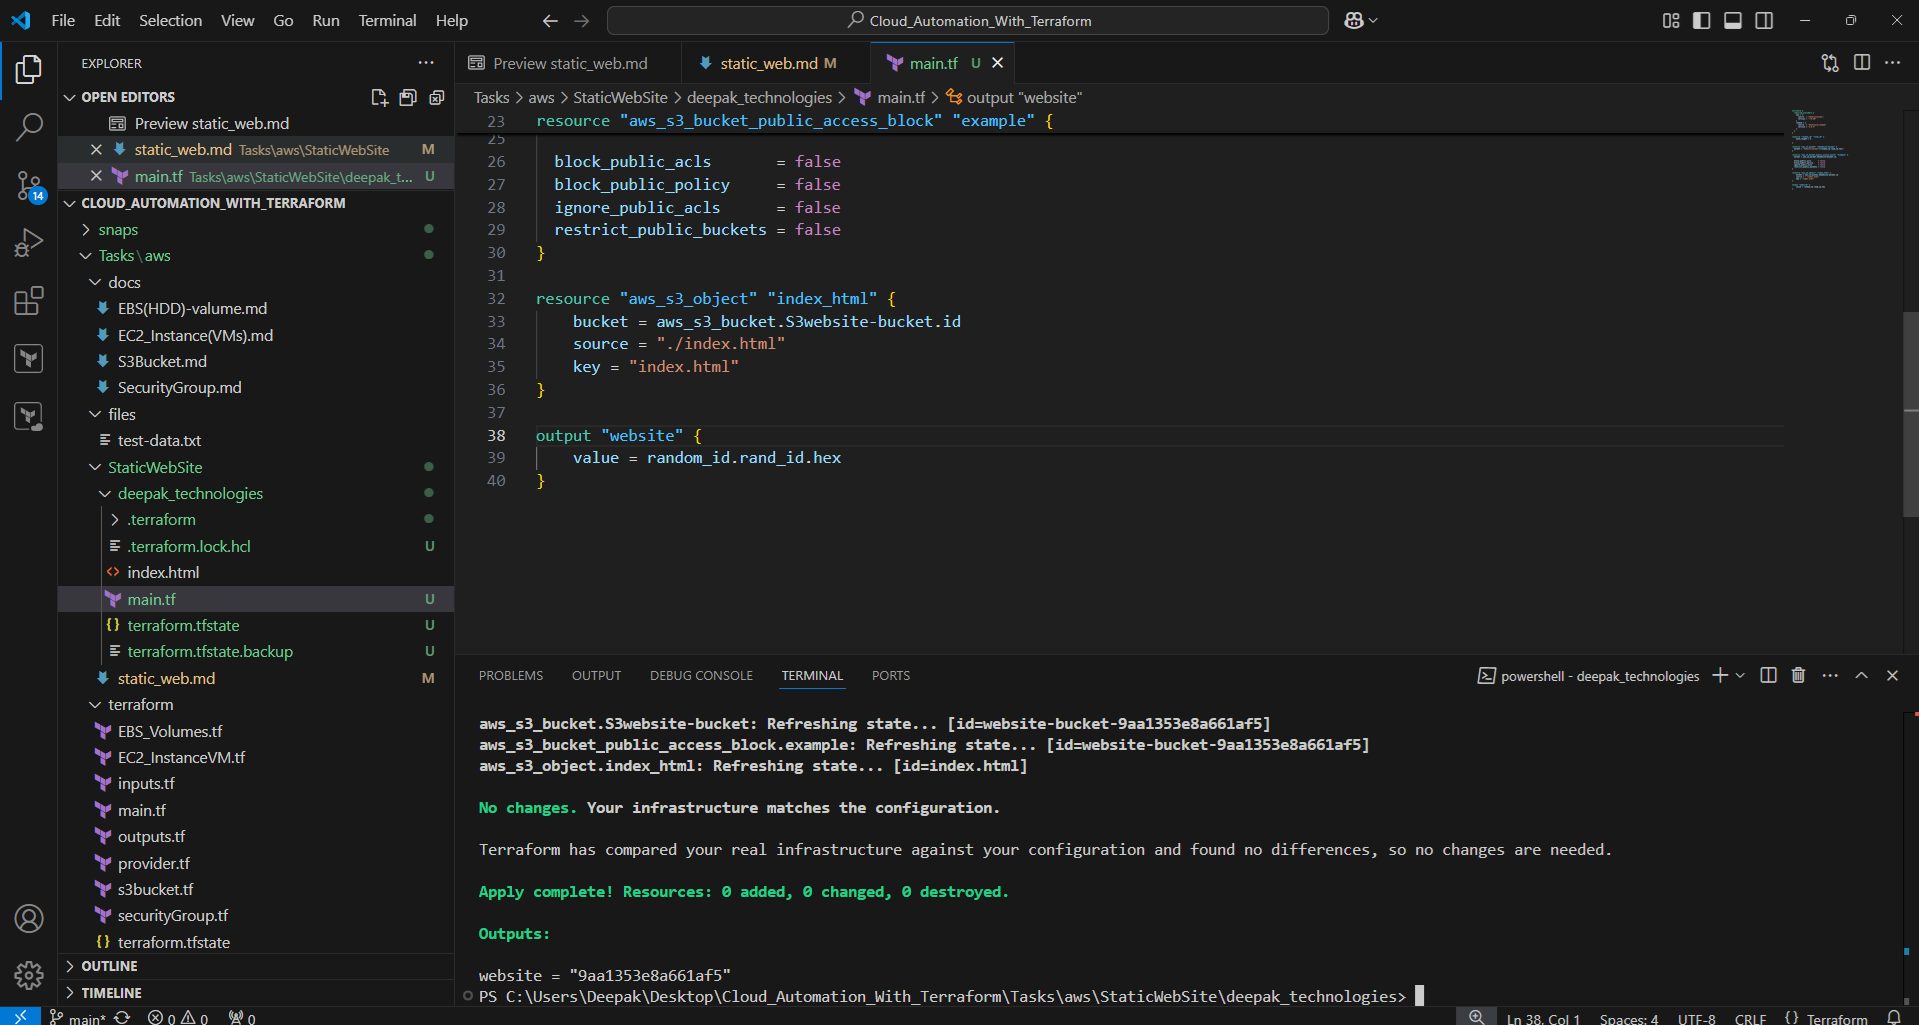 File Edit Selection View Go Run Terminal Help
Cloud_Automation_With_Terraform
EXPLORER
OPEN EDITORS
Preview static_web.md
static_web.md Tasks\aws\StaticWebSite M
main.tf Tasks\aws\StaticWebSite\deepak_t... U
14
CLOUD_AUTOMATION_WITH_TERRAFORM
snaps
Tasks\aws
docs
EBS(HDD)-valume.md
EC2_Instance(VMs).md
S3Bucket.md
SecurityGroup.md
files
test-data.txt
StaticWebSite
deepak_technologies
.terraform
.terraform.lock.hcl U
index.html
main.tf U
terraform.tfstate U
terraform.tfstate.backup U
static_web.md M
terraform
EBS_Volumes.tf
EC2_InstanceVM.tf
inputs.tf
main.tf
outputs.tf
provider.tf
s3bucket.tf
securityGroup.tf
terraform.tfstate
OUTLINE
TIMELINE
Preview static_web.md static_web.md M main.tf U
Tasks > aws > StaticWebSite > deepak_technologies > main.tf > output "website"
23 resource "aws_s3_bucket_public_access_block" "example" {
25
26 block_public_acls = false
27 block_public_policy = false
28 ignore_public_acls = false
29 restrict_public_buckets = false
30 }
31
32 resource "aws_s3_object" "index_html" {
33 bucket = aws_s3_bucket.S3website-bucket.id
34 source = "./index.html"
35 key = "index.html"
36 }
37
38 output "website" {
39 value = random_id.rand_id.hex
40 }
PROBLEMS OUTPUT DEBUG CONSOLE TERMINAL PORTS
powershell - deepak_technologies
aws_s3_bucket.S3website-bucket: Refreshing state... [id=website-bucket-9aa1353e8a661af5]
aws_s3_bucket_public_access_block.example: Refreshing state... [id=website-bucket-9aa1353e8a661af5]
aws_s3_object.index_html: Refreshing state... [id=index.html]
No changes. Your infrastructure matches the configuration.
Terraform has compared your real infrastructure against your configuration and found no differences, so no changes are needed.
Apply complete! Resources: 0 added, 0 changed, 0 destroyed.
Outputs:
website = "9aa1353e8a661af5"
PS C:\Users\Deepak\Desktop\Cloud_Automation_With_Terraform\Tasks\aws\StaticWebSite\deepak_technologies>
main* 0 0 0 Ln 38, Col 1 Spaces: 4 UTF-8 CRLF {} Terraform